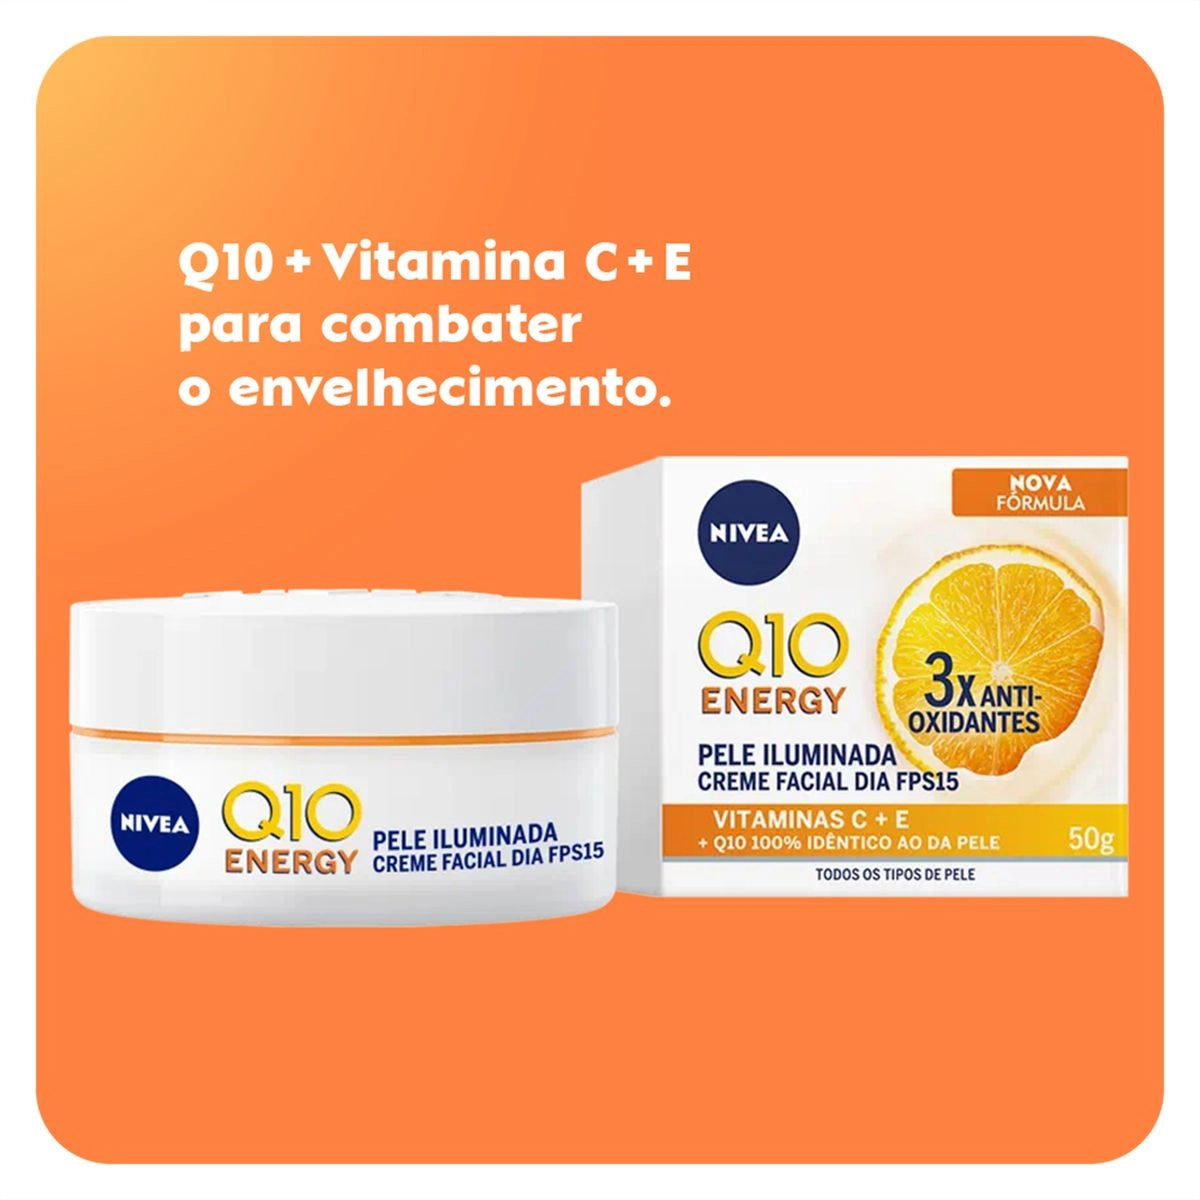 Q10 + Vitamina C + E
para combater
o envelhecimento.
NOVA
FÓRMULA
NIVEA
Q10
ENERGY
3x ANTI-
OXIDANTES
PELE ILUMINADA
CREME FACIAL DIA FPS15
VITAMINAS C + E
+ Q10 100% IDÊNTICO AO DA PELE
50g
TODOS OS TIPOS DE PELE
NIVEA
Q10
ENERGY
PELE ILUMINADA
CREME FACIAL DIA FPS15